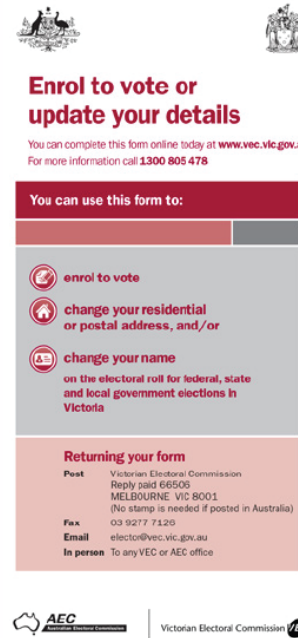 Enrol to vote or
update your details
You can complete this form online today at www.vec.vic.gov.a
For more information call 1300 805 478
You can use this form to:
enrol to vote
change your residential
or postal address, and/or
change your name
on the electoral roll for federal, state
and local government elections in
Victoria
Returning your form
Post Victorian Electoral Commission
Reply paid 66506
MELBOURNE VIC 8001
(No stamp is needed if posted in Australia)
Fax 03 9277 7126
Email elector@vec.vic.gov.au
In person To any VEC or AEC office
AEC
Australian Electoral Commission
Victorian Electoral Commission